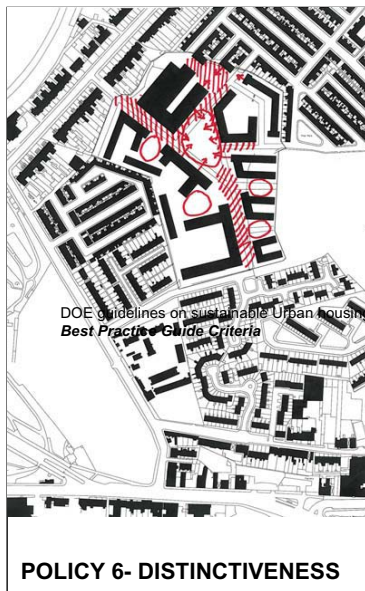 DOE guidelines on sustainable Urban housing
Best Practice Guide Criteria
POLICY 6- DISTINCTIVENESS